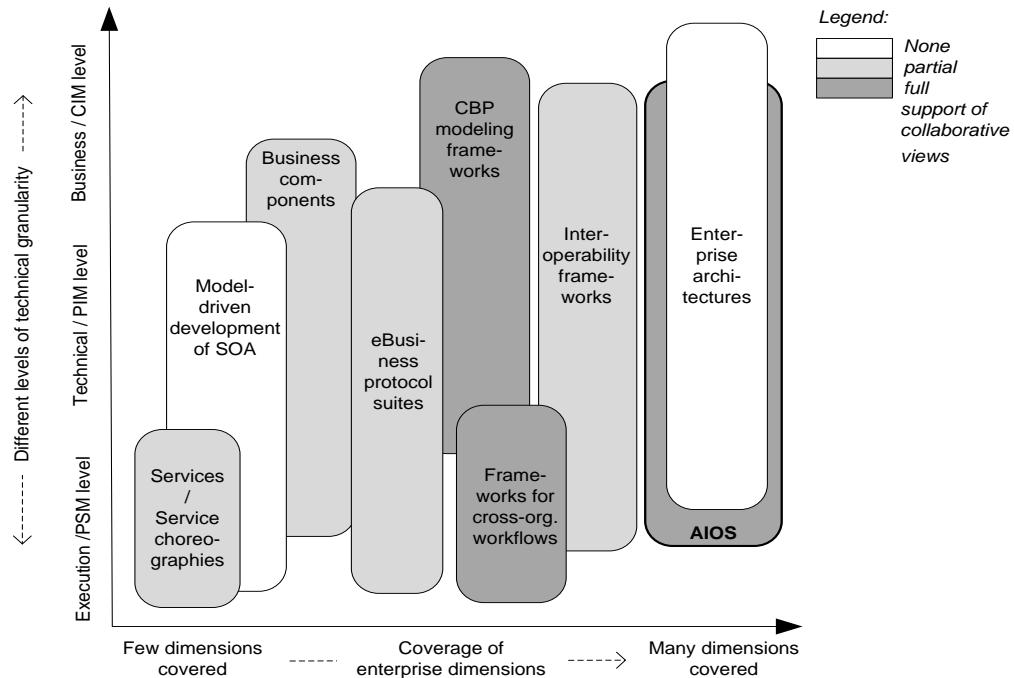 Legend:
None
partial
full
support of
collaborative
views
Different levels of technical granularity
Business / CIM level
Technical / PIM level
Execution /PSM level
Services
/
Service
choreo-
graphies
Model-
driven
development
of SOA
Business
com-
ponents
eBusi-
ness
protocol
suites
CBP
modeling
frame-
works
Frame-
works for
cross-org.
workflows
Inter-
operability
frame-
works
Enter-
prise
archi-
tectures
AIOS
Few dimensions
covered
Coverage of
enterprise dimensions
Many dimensions
covered